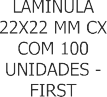 LAMINULA
22X22 MM CX
COM 100
UNIDADES -
FIRST